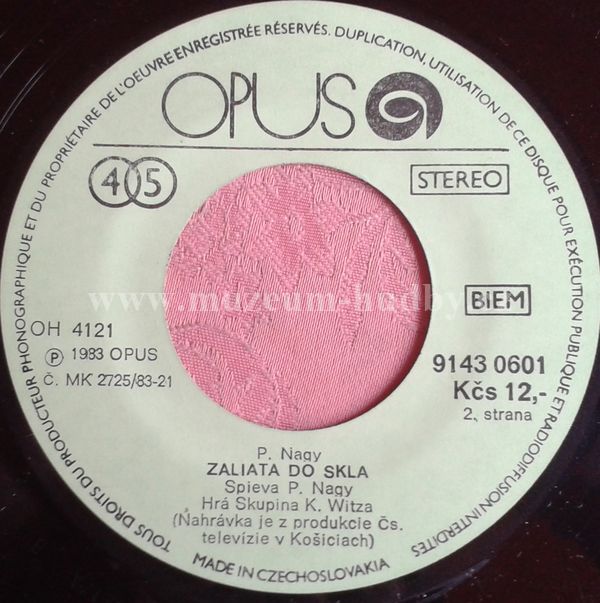 TOUS DROITS DU PRODUCTEUR PHONOGRAPHIQUE ET DU PROPRIÉTAIRE DE L'OEUVRE ENREGISTRÉE RÉSERVÉS. DUPLICATION, UTILISATION DE CE DISQUE POUR EXÉCUTION PUBLIQUE ET RADIODIFFUSION INTERDITES
OPUS
45
STEREO
www.muzeum-hudby
BIEM
OH 4121
℗ 1983 OPUS
Č. MK 2725/83-21
9143 0601
Kčs 12,-
2. strana
P. Nagy
ZALIATA DO SKLA
Spieva P. Nagy
Hrá Skupina K. Witza
(Nahrávka je z produkcie Čs.
televízie v Košiciach)
MADE IN CZECHOSLOVAKIA